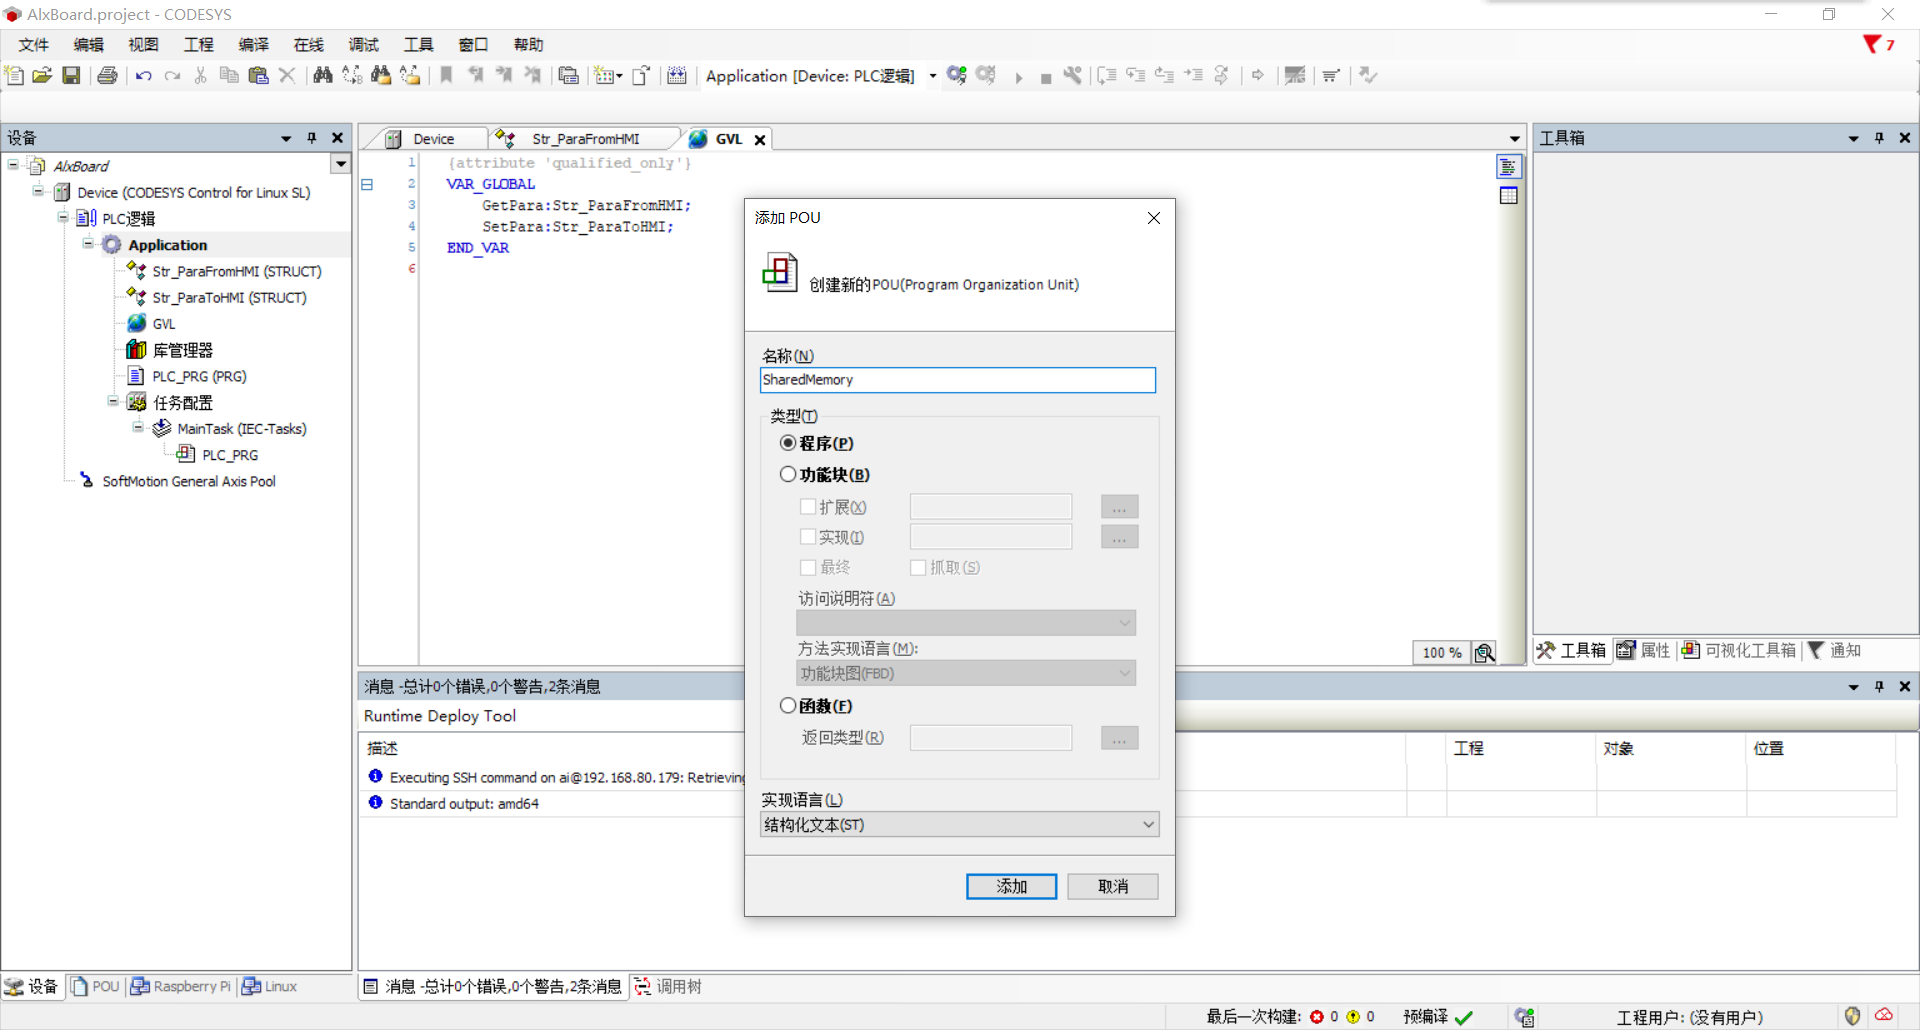 AlxBoard.project - CODESYS
文件 编辑 视图 工程 编译 在线 调试 工具 窗口 帮助
7
Application [Device: PLC逻辑]
设备
AlxBoard
Device (CODESYS Control for Linux SL)
PLC逻辑
Application
Str_ParaFromHMI (STRUCT)
Str_ParaToHMI (STRUCT)
GVL
库管理器
PLC_PRG (PRG)
任务配置
MainTask (IEC-Tasks)
PLC_PRG
SoftMotion General Axis Pool
设备 POU Raspberry Pi Linux
Device Str_ParaFromHMI GVL
1 {attribute 'qualified_only'}
2 VAR_GLOBAL
3 GetPara:Str_ParaFromHMI;
4 SetPara:Str_ParaToHMI;
5 END_VAR
6
100 %
添加 POU
创建新的POU(Program Organization Unit)
名称(N)
SharedMemory
类型(T)
程序(P)
功能块(B)
扩展(X) ...
实现(I) ...
最终 抓取(S)
访问说明符(A)
方法实现语言(M):
功能块图(FBD)
函数(F)
返回类型(R) ...
实现语言(L)
结构化文本(ST)
添加 取消
工具箱
工具箱 属性 可视化工具箱 通知
消息 -总计0个错误,0个警告,2条消息
Runtime Deploy Tool
描述 工程 对象 位置
Executing SSH command on ai@192.168.80.179: Retrieving
Standard output: amd64
消息 -总计0个错误,0个警告,2条消息 调用树
最后一次构建: 0 0 预编译 工程用户: (没有用户)